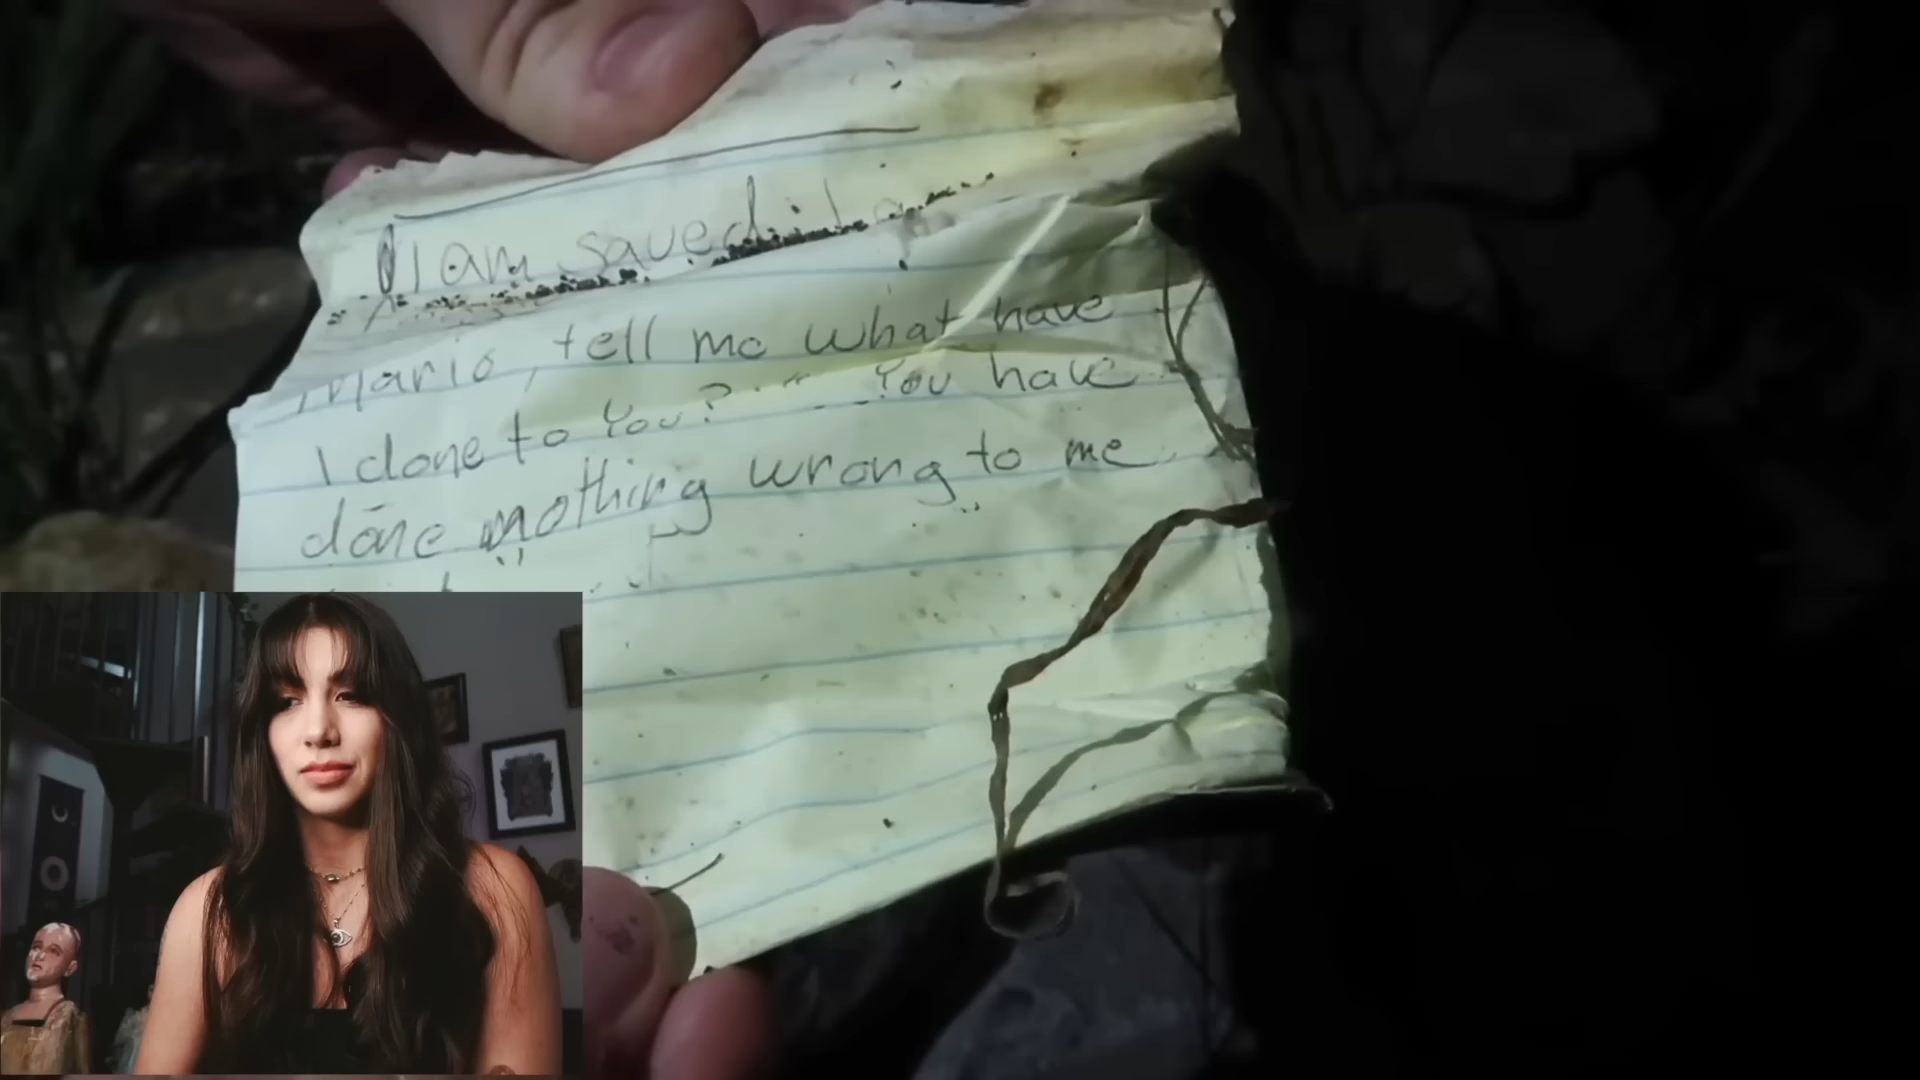 I am saved
Mario, tell me what have
I done to You? You have
done nothing wrong to me